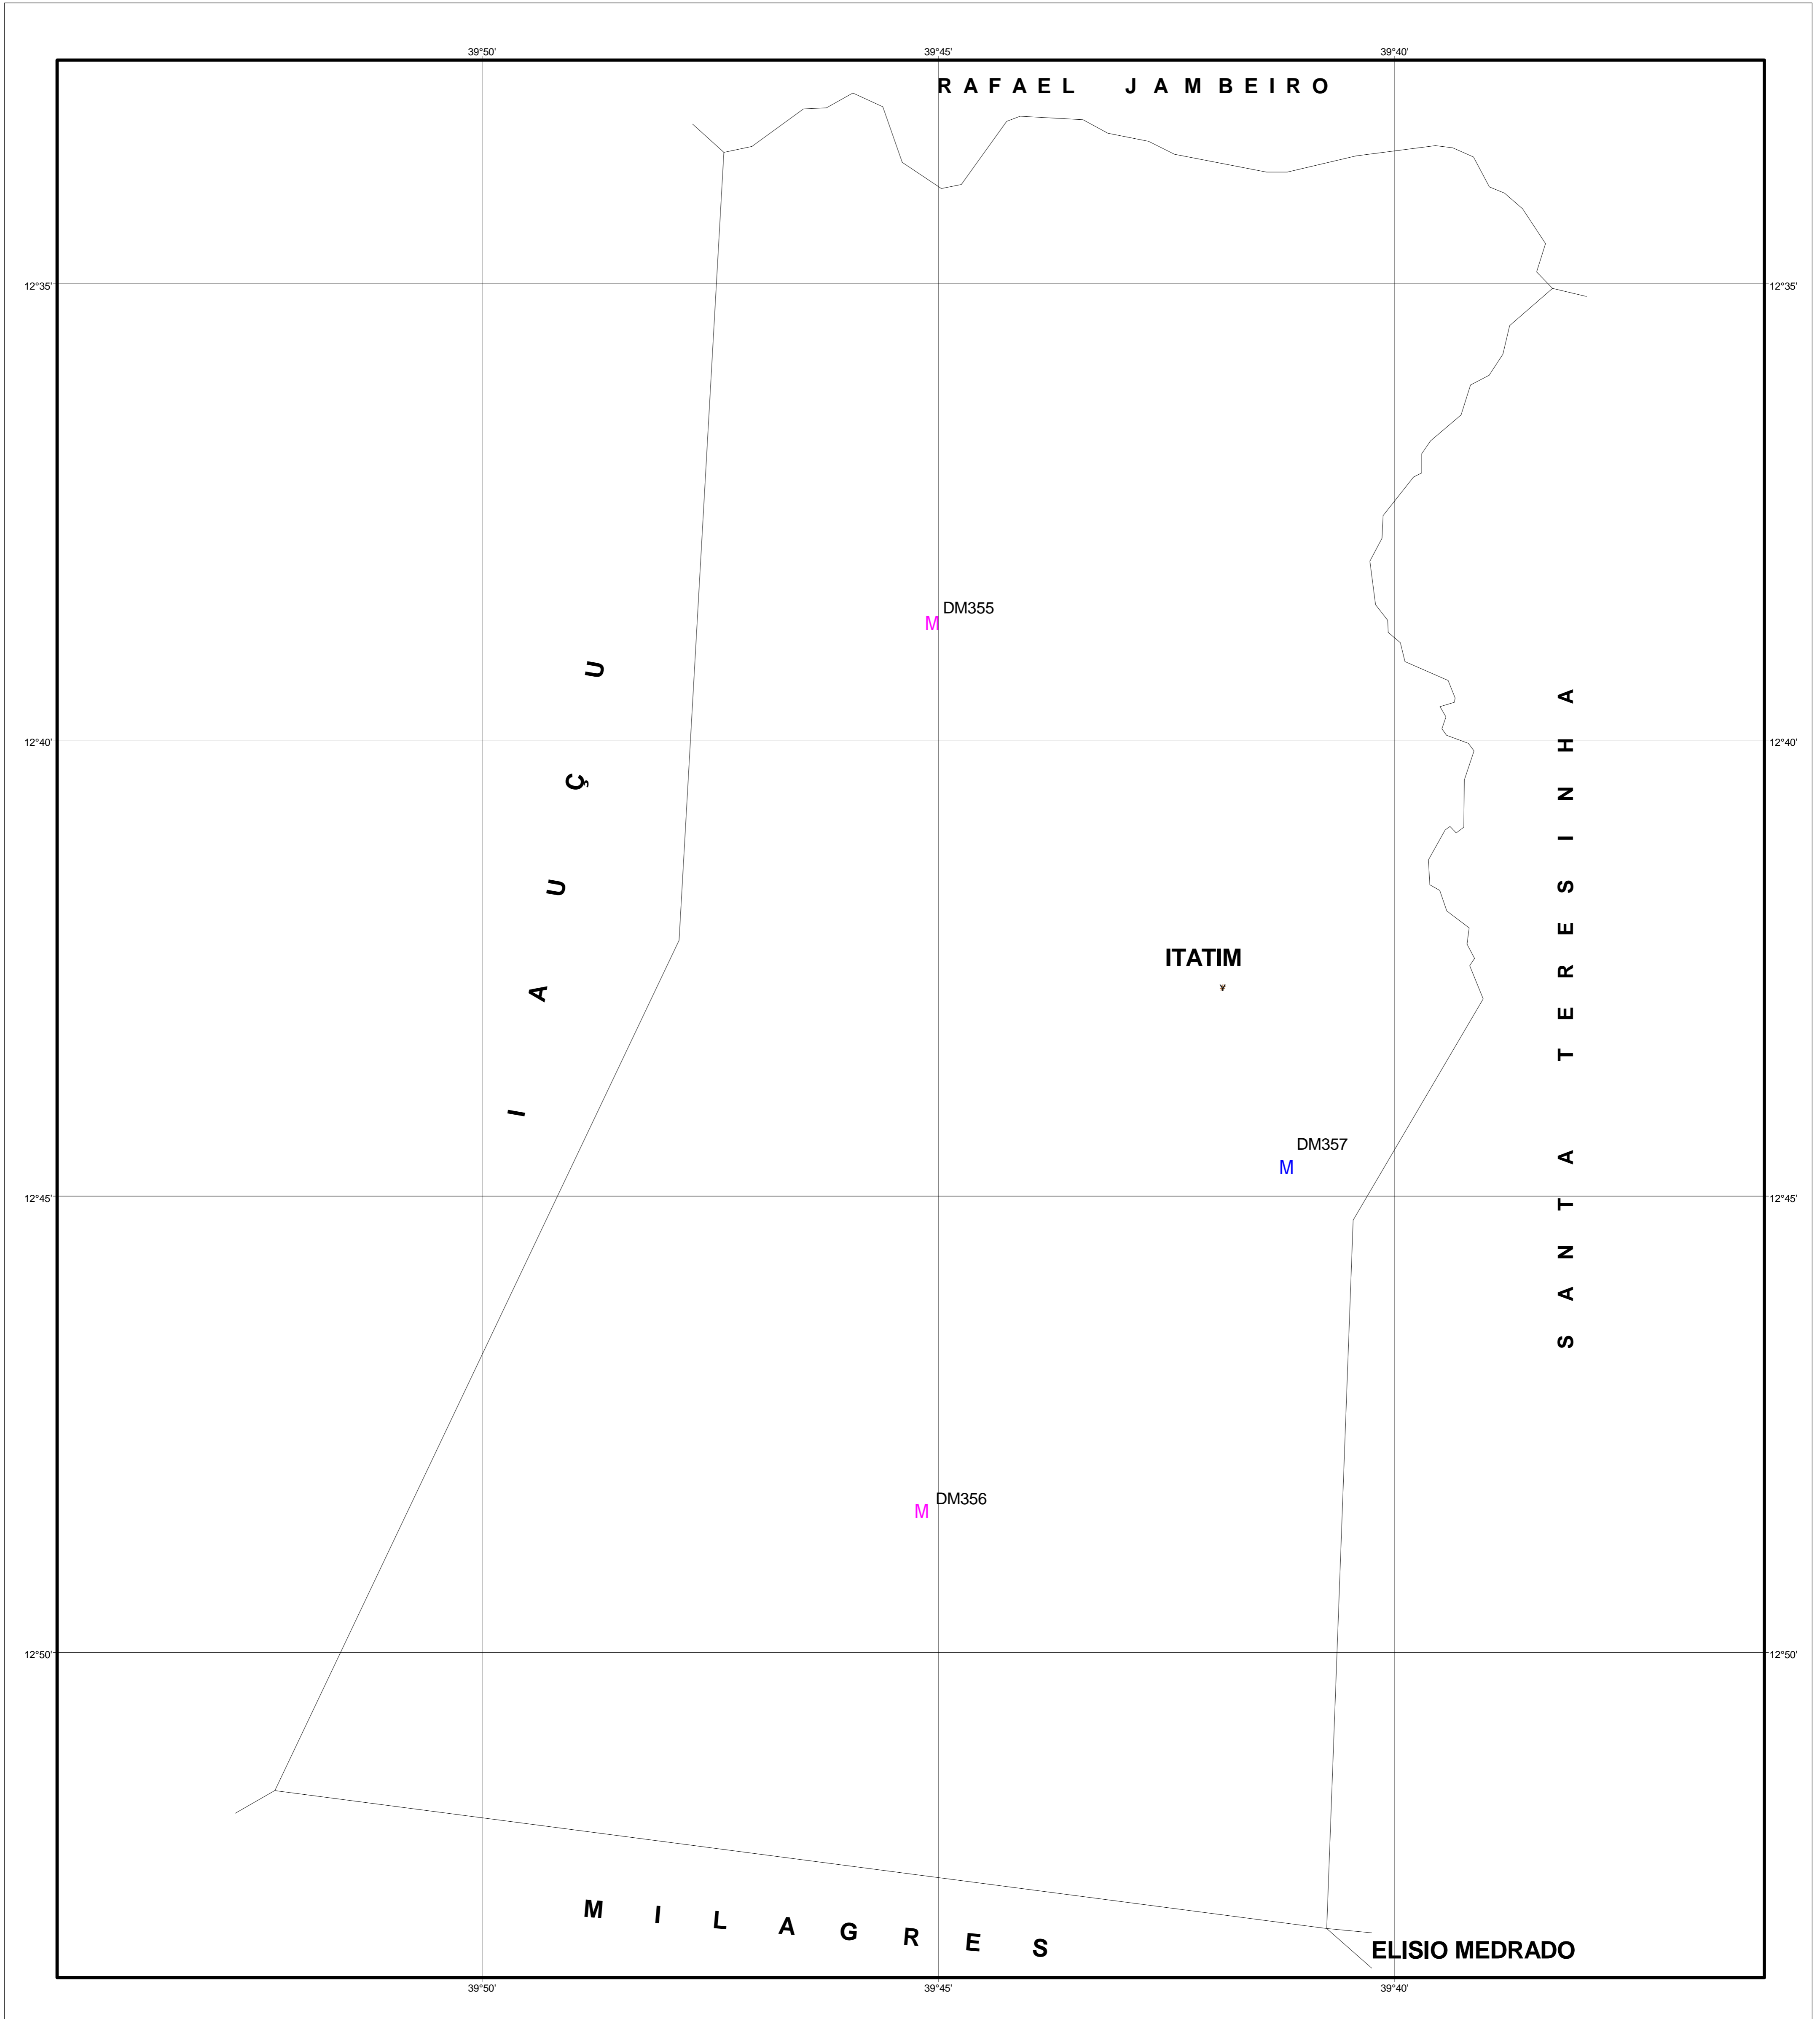 39°50' 39°45' 39°40'
RAFAEL JAMBEIRO
12°35' 12°35'
DM355
M
IAUÇU
12°40' 12°40'
SANTA TERESINHA
ITATIM
DM357
M
12°45' 12°45'
DM356
M
12°50' 12°50'
MILAGRES
ELISIO MEDRADO
39°50' 39°45' 39°40'